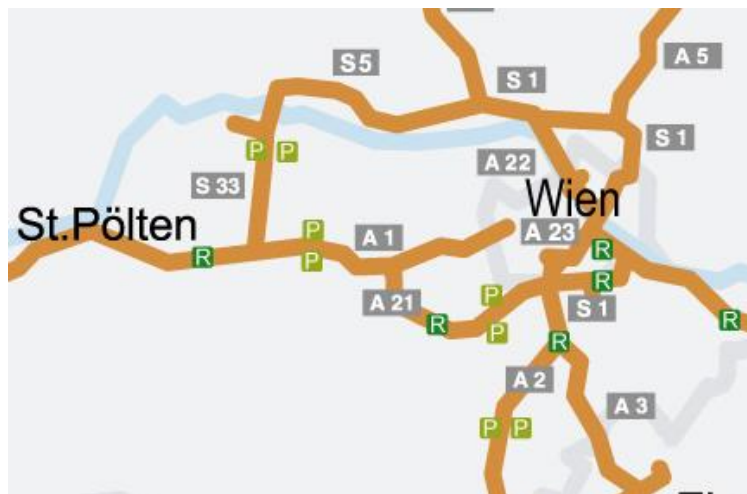 S 5
A 5
S 1
S 1
P
P
A 22
S 33
Wien
St.Pölten
P
A 23
A 1
R
R
P
R
A 21
P
S 1
R
P
R
R
A 2
A 3
P
P